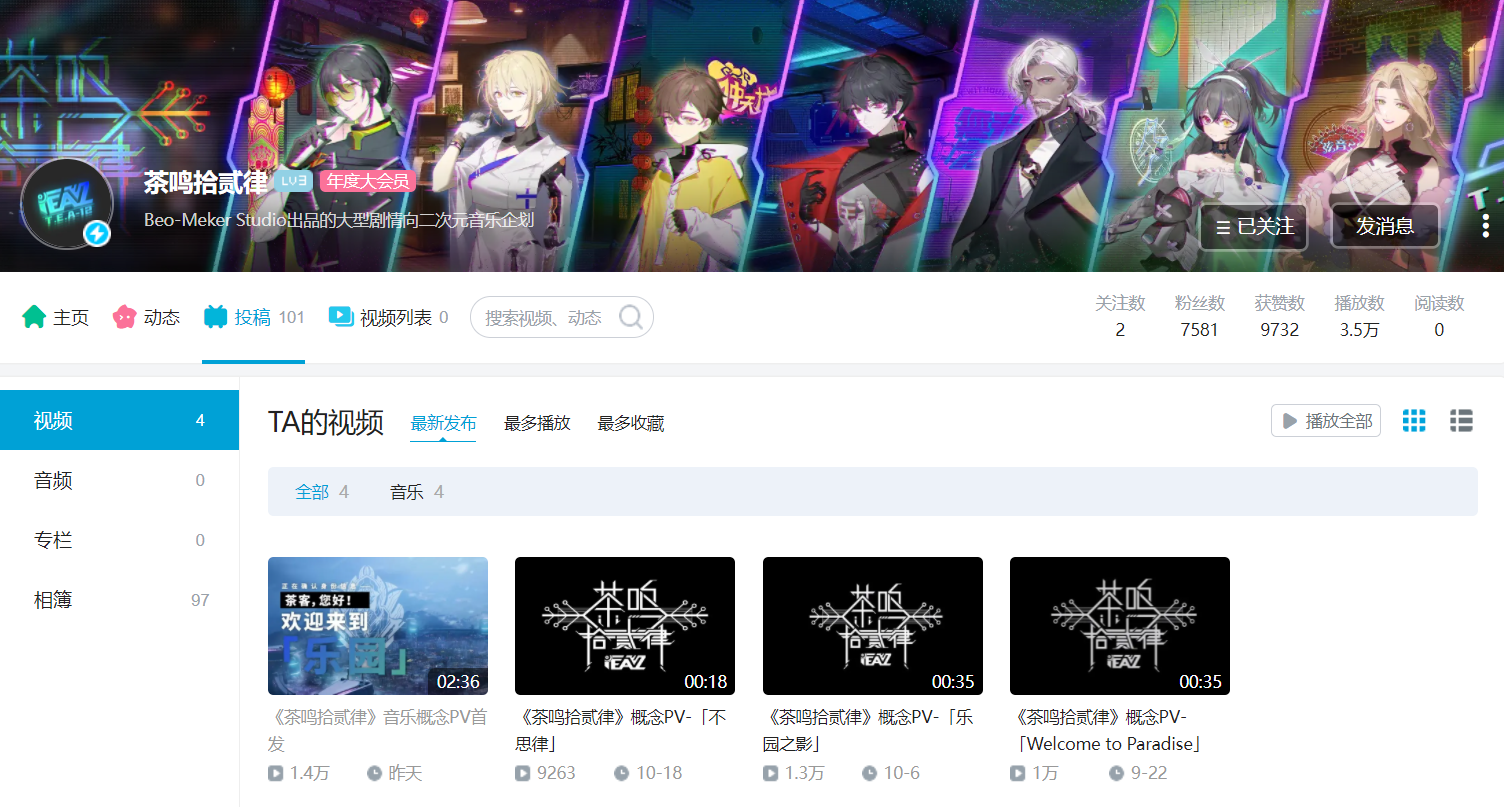 茶鸣
拾
冲天炉
茶鸣拾贰律 LV3 年度大会员
Beo-Meker Studio出品的大型剧情向二次元音乐企划
iEAVZ
T.E.A-12
已关注
发消息
主页
动态
投稿 101
视频列表 0
搜索视频、动态
关注数 粉丝数 获赞数 播放数 阅读数
2 7581 9732 3.5万 0
视频 4
音频 0
专栏 0
相簿 97
TA的视频 最新发布 最多播放 最多收藏 播放全部
全部 4 音乐 4
茶客，您好！
欢迎来到
「乐园」
02:36
茶鸣
拾贰律
iEAVZ
00:18
茶鸣
拾贰律
iEAVZ
00:35
茶鸣
拾贰律
iEAVZ
00:35
《茶鸣拾贰律》音乐概念PV首
发
1.4万 昨天
《茶鸣拾贰律》概念PV-「不
思律」
9263 10-18
《茶鸣拾贰律》概念PV-「乐
园之影」
1.3万 10-6
《茶鸣拾贰律》概念PV-
「Welcome to Paradise」
1万 9-22